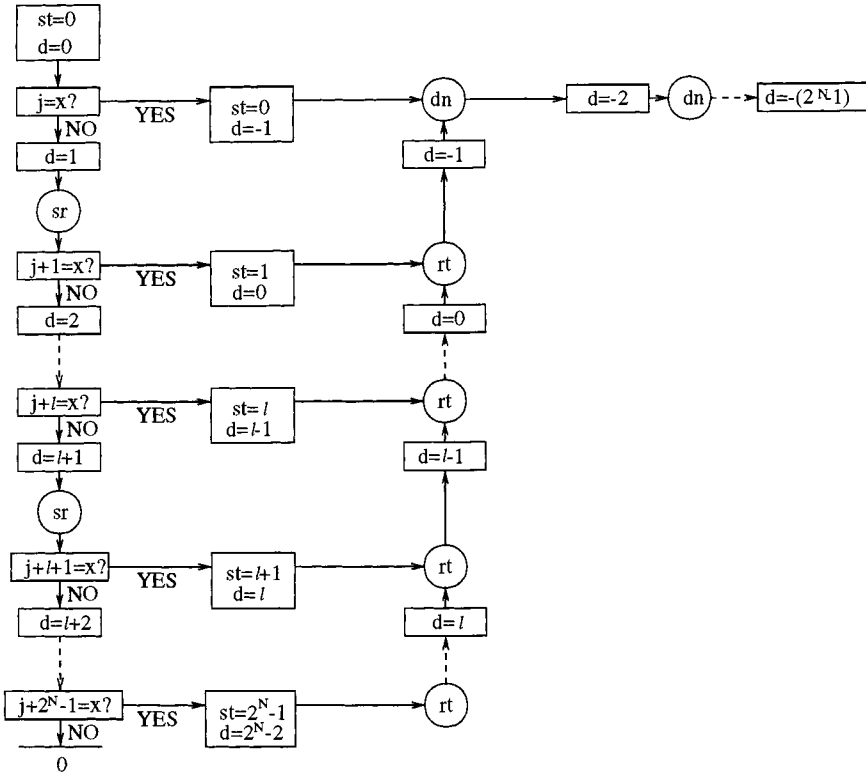 st=0
d=0
j=x?
YES
st=0
d=-1
dn
d=-2
dn
d=-(2^N-1)
NO
d=1
d=-1
sr
j+1=x?
YES
st=1
d=0
rt
NO
d=2
d=0
j+l=x?
YES
st=l
d=l-1
rt
NO
d=l+1
d=l-1
sr
j+l+1=x?
YES
st=l+1
d=l
rt
NO
d=l+2
d=l
j+2^N-1=x?
YES
st=2^N-1
d=2^N-2
rt
NO
0